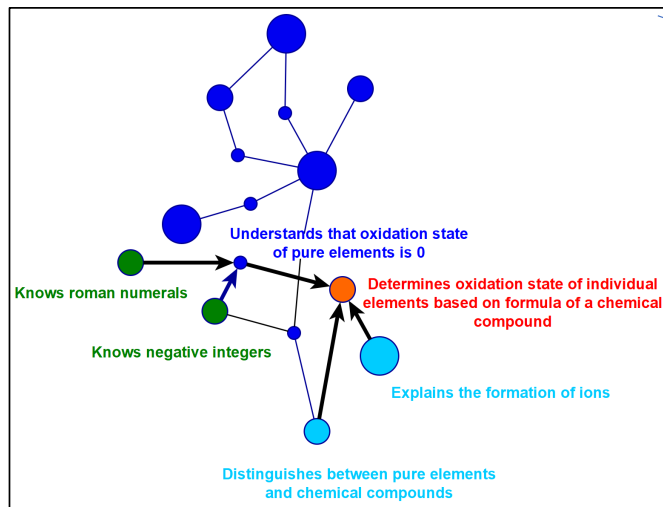 Understands that oxidation state
of pure elements is 0
Knows roman numerals
Determines oxidation state of individual
elements based on formula of a chemical
compound
Knows negative integers
Explains the formation of ions
Distinguishes between pure elements
and chemical compounds